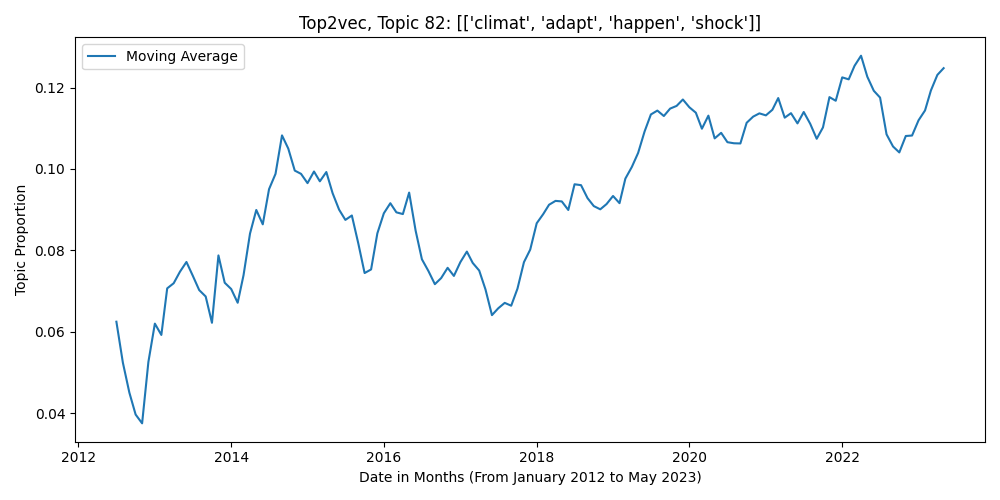 Top2vec, Topic 82: [['climat', 'adapt', 'happen', 'shock']]
Moving Average
Topic Proportion
0.12
0.10
0.08
0.06
0.04
2012 2014 2016 2018 2020 2022
Date in Months (From January 2012 to May 2023)